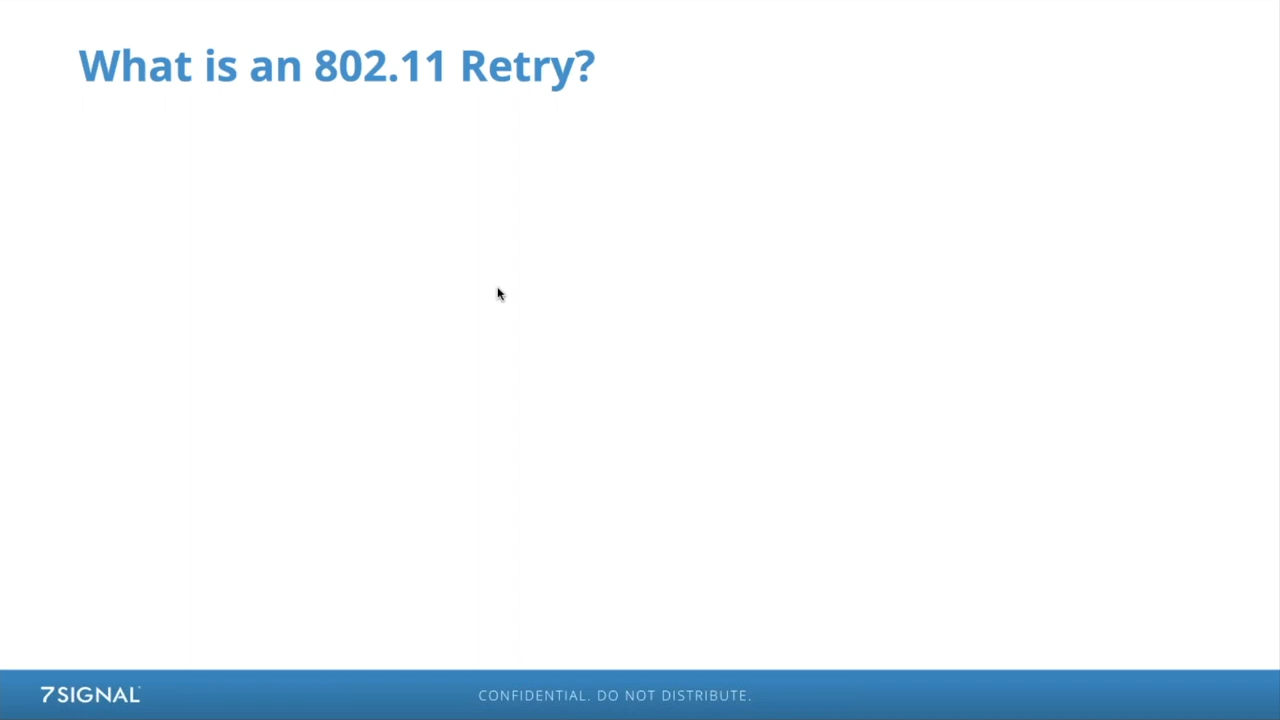 What is an 802.11 Retry?
7SIGNAL
CONFIDENTIAL. DO NOT DISTRIBUTE.